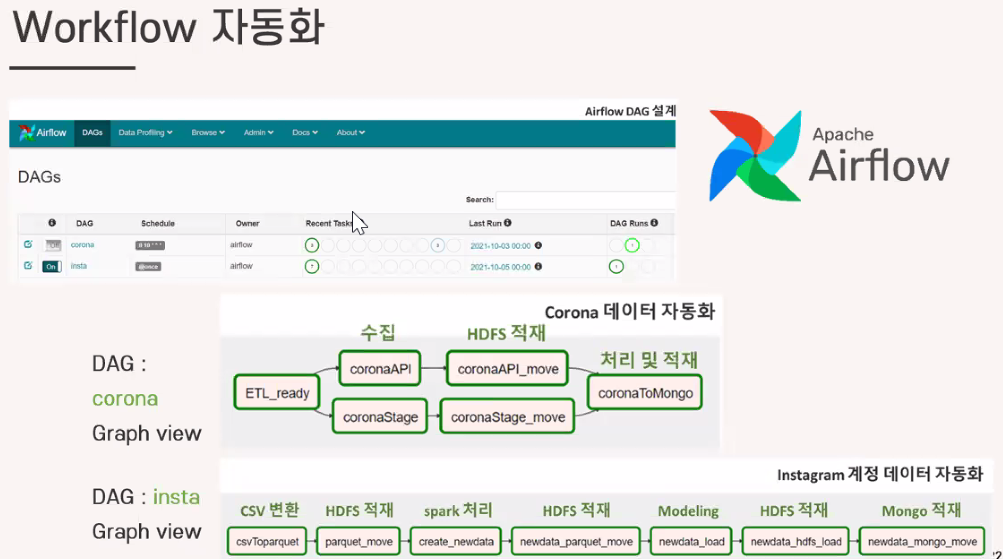 Workflow 자동화
Airflow DAG 설계
Airflow DAGs Data Profiling Browse Admin Docs About
DAGs
Search:
DAG Schedule Owner Recent Tasks Last Run DAG Runs
corona 0 10 * * * airflow 2021-10-03 00:00
On insta @once airflow 2021-10-05 00:00
Apache
Airflow
Corona 데이터 자동화
수집 HDFS 적재
처리 및 적재
DAG :
corona
Graph view
ETL_ready coronaAPI coronaAPI_move coronaToMongo
coronaStage coronaStage_move
Instagram 계정 데이터 자동화
DAG : insta
Graph view
CSV 변환 HDFS 적재 spark 처리 HDFS 적재 Modeling HDFS 적재 Mongo 적재
csvToparquet parquet_move create_newdata newdata_parquet_move newdata_load newdata_hdfs_load newdata_mongo_move